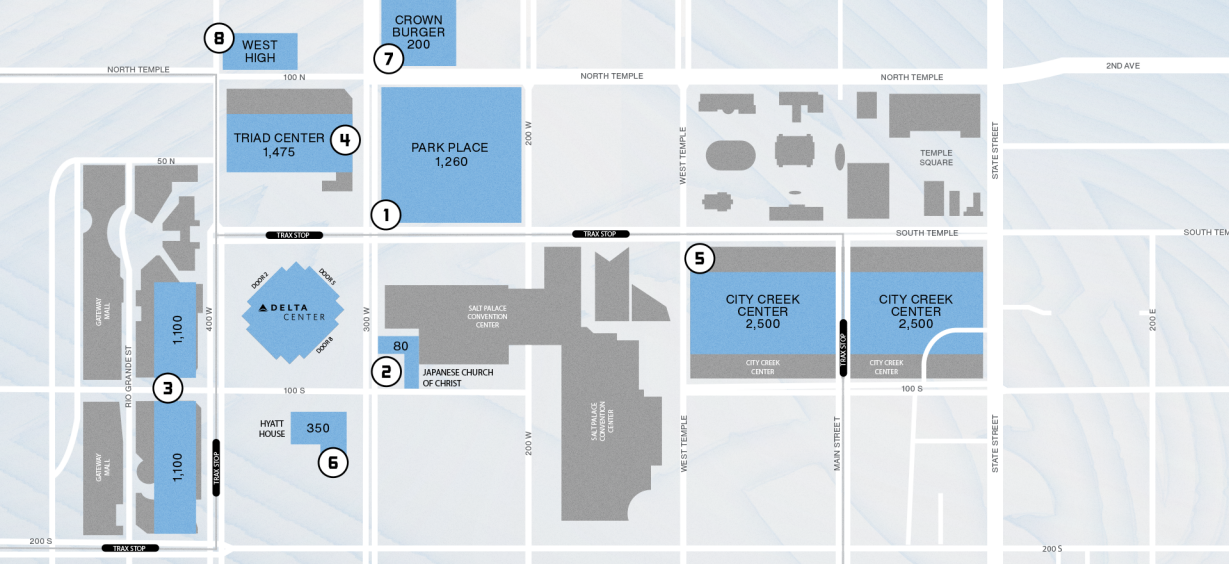 8
WEST
HIGH
CROWN
BURGER
200
7
NORTH TEMPLE
100 N
NORTH TEMPLE
NORTH TEMPLE
2ND AVE
TRIAD CENTER
1,475
4
PARK PLACE
1,260
200 W
WEST TEMPLE
TEMPLE
SQUARE
STATE STREET
50 N
1
TRAX STOP
TRAX STOP
SOUTH TEMPLE
SOUTH TEM
5
DOOR 2
DOOR 5
DELTA
CENTER
DOOR 8
GATEWAY
MALL
1,100
400 W
300 W
SALT PALACE
CONVENTION
CENTER
CITY CREEK
CENTER
2,500
CITY CREEK
CENTER
2,500
200 E
80
2
JAPANESE CHURCH
OF CHRIST
TRAX STOP
CITY CREEK
CENTER
CITY CREEK
CENTER
RIO GRANDE ST
3
100 S
100 S
HYATT
HOUSE
350
6
GATEWAY
MALL
1,100
TRAX STOP
200 W
SALT PALACE
CONVENTION
CENTER
WEST TEMPLE
MAIN STREET
STATE STREET
200 S
TRAX STOP
200 S